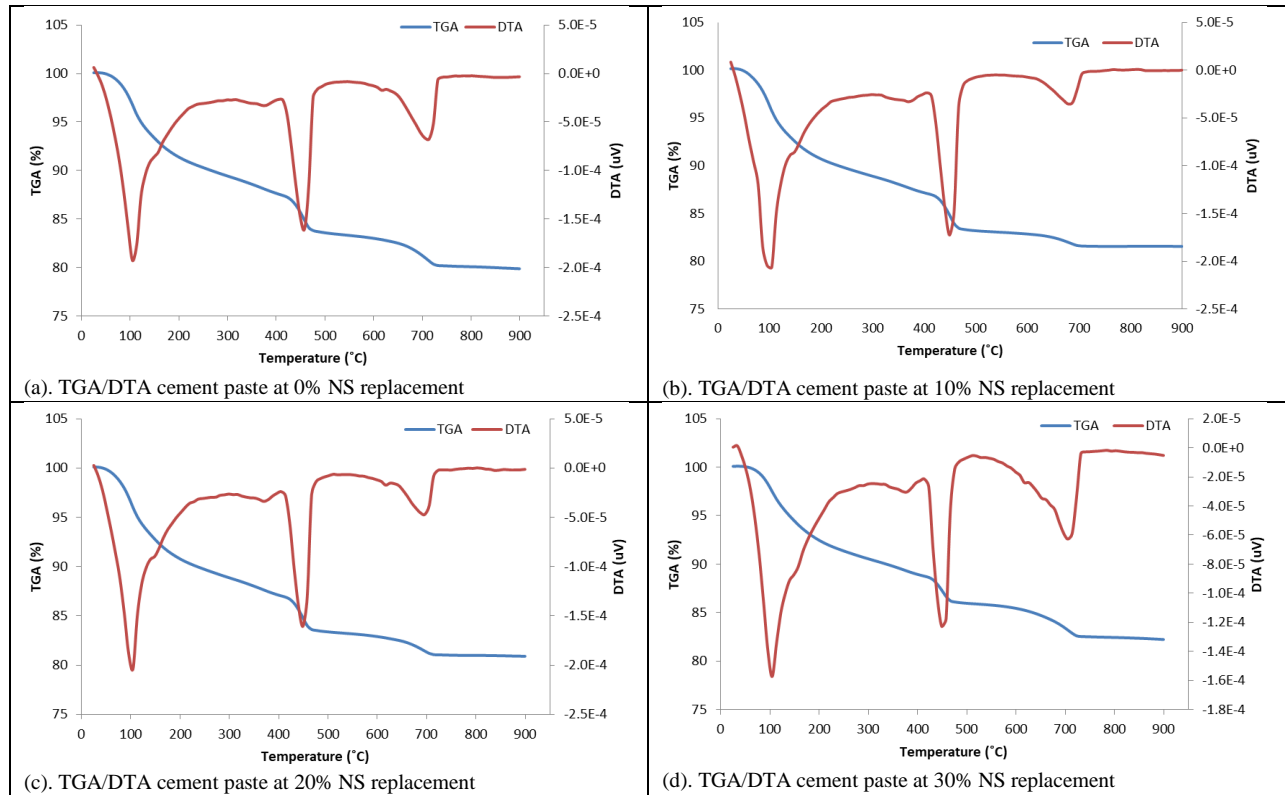 TGA DTA
105
100
95
90
85
80
75
TGA (%)
5.0E-5
0.0E+0
-5.0E-5
-1.0E-4
-1.5E-4
-2.0E-4
-2.5E-4
DTA (uV)
0 100 200 300 400 500 600 700 800 900
Temperature (˚C)
(a). TGA/DTA cement paste at 0% NS replacement
TGA DTA
105
100
95
90
85
80
75
TGA (%)
5.0E-5
0.0E+0
-5.0E-5
-1.0E-4
-1.5E-4
-2.0E-4
-2.5E-4
DTA (uV)
0 100 200 300 400 500 600 700 800 900
Temperature (˚C)
(b). TGA/DTA cement paste at 10% NS replacement
TGA DTA
105
100
95
90
85
80
75
TGA (%)
5.0E-5
0.0E+0
-5.0E-5
-1.0E-4
-1.5E-4
-2.0E-4
-2.5E-4
DTA (uV)
0 100 200 300 400 500 600 700 800 900
Temperature (˚C)
(c). TGA/DTA cement paste at 20% NS replacement
TGA DTA
105
100
95
90
85
80
75
TGA (%)
2.0E-5
0.0E+0
-2.0E-5
-4.0E-5
-6.0E-5
-8.0E-5
-1.0E-4
-1.2E-4
-1.4E-4
-1.6E-4
-1.8E-4
DTA (uV)
0 100 200 300 400 500 600 700 800 900
Temperature (˚C)
(d). TGA/DTA cement paste at 30% NS replacement